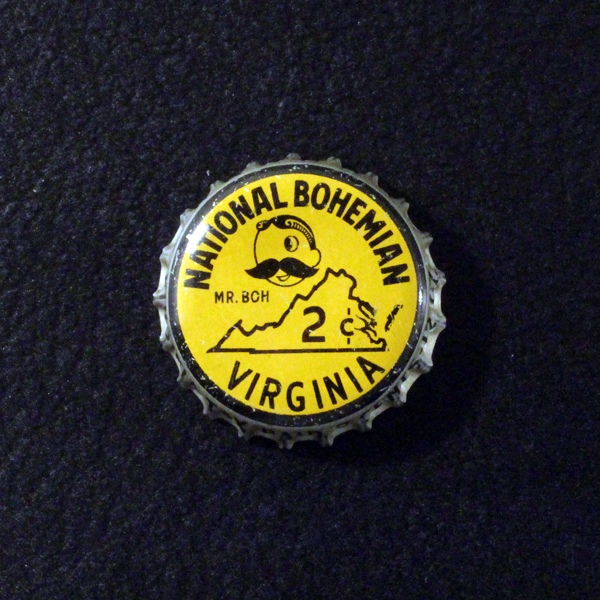 NATIONAL BOHEMIAN
MR. BOH
2 ¢
VIRGINIA